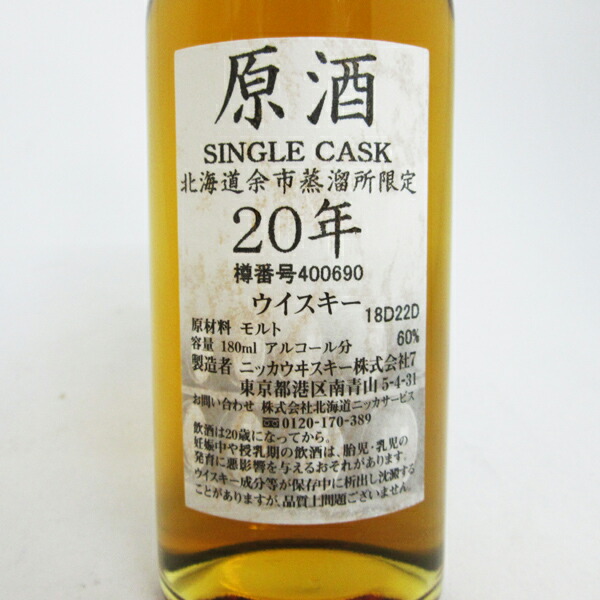 原酒
SINGLE CASK
北海道余市蒸溜所限定
20年
樽番号400690
ウイスキー
18D22D
原材料 モルト
容量 180ml アルコール分 60%
製造者 ニッカウヰスキー株式会社7
東京都港区南青山5-4-31
お問い合わせ 株式会社北海道ニッカサービス
☎0120-170-389
飲酒は20歳になってから。
妊娠中や授乳期の飲酒は、胎児・乳児の
発育に悪影響を与えるおそれがあります。
ウイスキー成分等が保存中に析出し沈澱する
ことがありますが、品質上問題ございません。